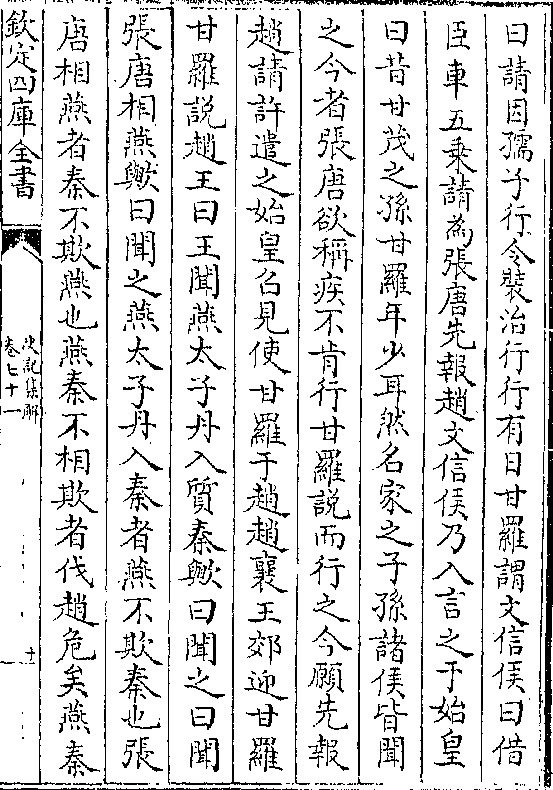 曰請因孺子行令裝治行行有日甘羅謂文信侯曰借
臣車五乗請為張唐先報趙文信侯乃入言之于始皇
曰昔甘茂之孫甘羅年少耳然名家之子孫諸侯皆聞
之今者張唐欲稱疾不肯行甘羅説而行之今願先報
趙請許遣之始皇召見使甘羅于趙趙襄王郊迎甘羅
甘羅説趙王曰王聞燕太子丹入質秦歟曰聞之曰聞
張唐相燕歟曰聞之燕太子丹入秦者燕不欺秦也張
唐相燕者秦不欺燕也燕秦不相欺者伐趙危矣燕秦
欽定四庫全書
史記集解
卷七十一
十一